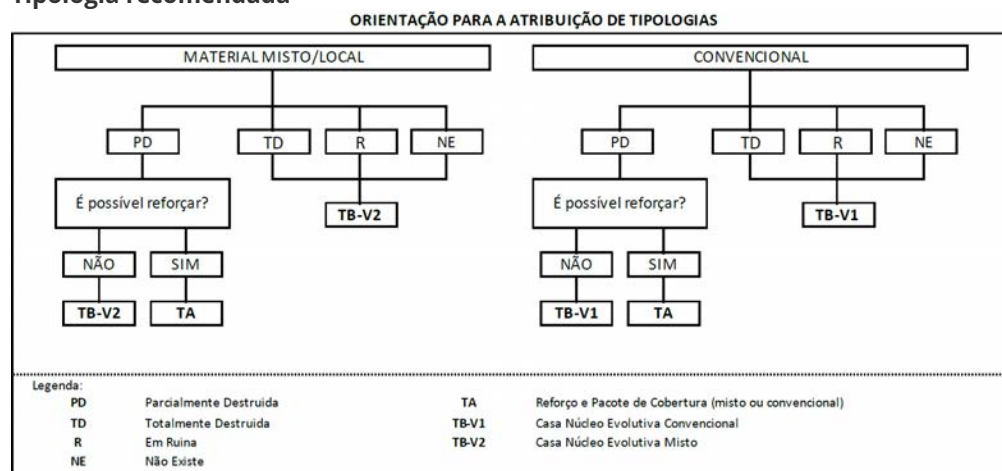 Tipologia recomendada
ORIENTAÇÃO PARA A ATRIBUIÇÃO DE TIPOLOGIAS
MATERIAL MISTO/LOCAL
CONVENCIONAL
PD TD R NE
PD TD R NE
É possível reforçar?
TB-V2
É possível reforçar?
TB-V1
NÃO SIM
NÃO SIM
TB-V2 TA
TB-V1 TA
Legenda:
PD Parcialmente Destruida
TD Totalmente Destruida
R Em Ruina
NE Não Existe
TA Reforço e Pacote de Cobertura (misto ou convencional)
TB-V1 Casa Núcleo Evolutiva Convencional
TB-V2 Casa Núcleo Evolutiva Misto